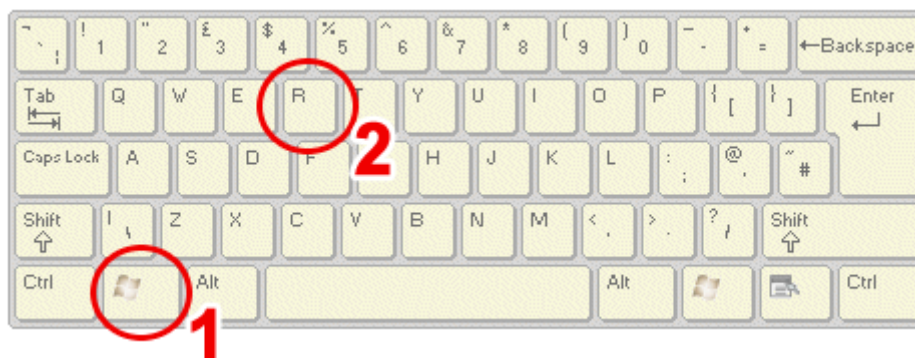 ¬ ` ¦ ! 1 " 2 £ 3 $ 4 % 5 ^ 6 & 7 * 8 ( 9 ) 0 - - + = ←Backspace
Tab Q W E R T Y U I O P { [ } ] Enter
2
Caps Lock A S D F H J K L : ; @ ' ~ #
Shift | \ Z X C V B N M < , > . ? / Shift
Ctrl Alt Alt Ctrl
1